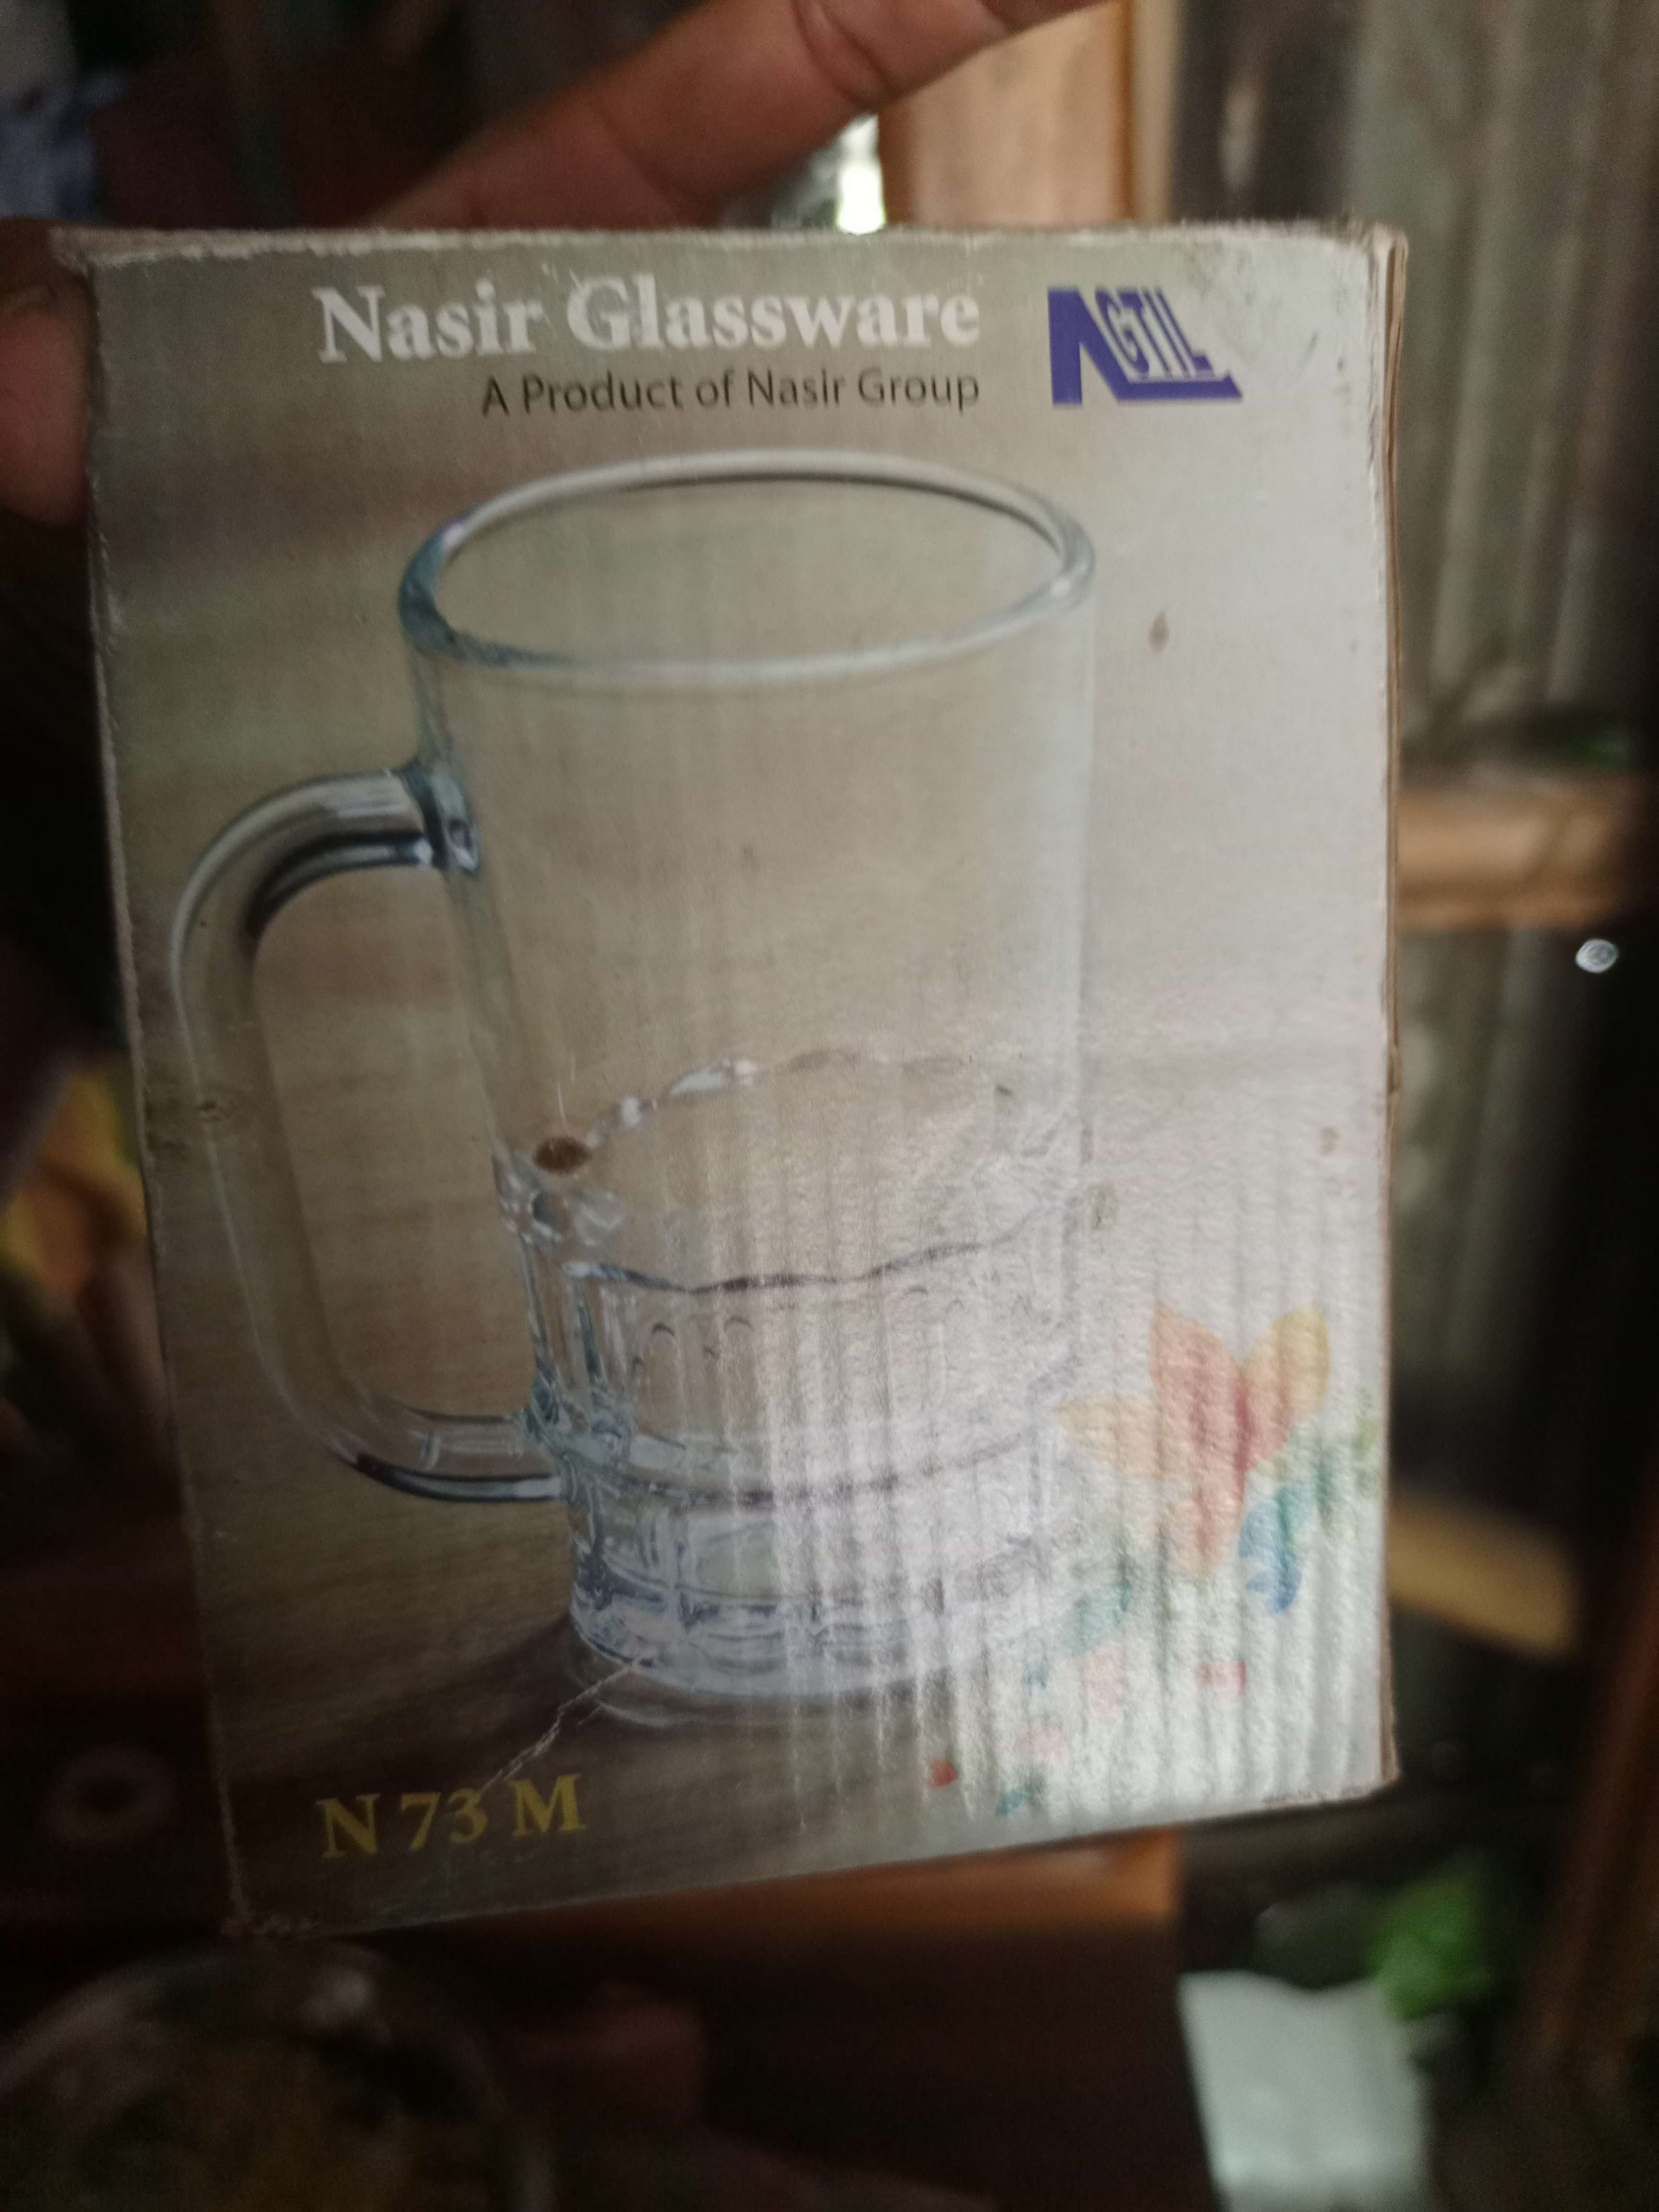 Nasir Glassware
A Product of Nasir Group
NGTIL
N 73 M